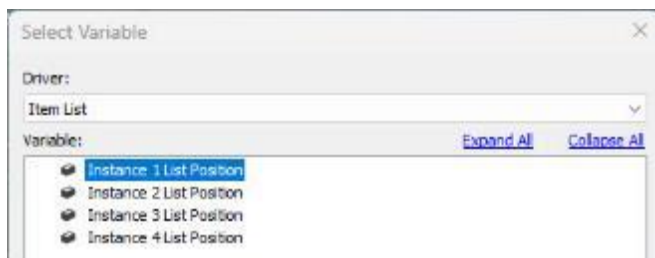 Select Variable
Driver:
Item List
Variable: Expand All Collapse All
Instance 1 List Position
Instance 2 List Position
Instance 3 List Position
Instance 4 List Position